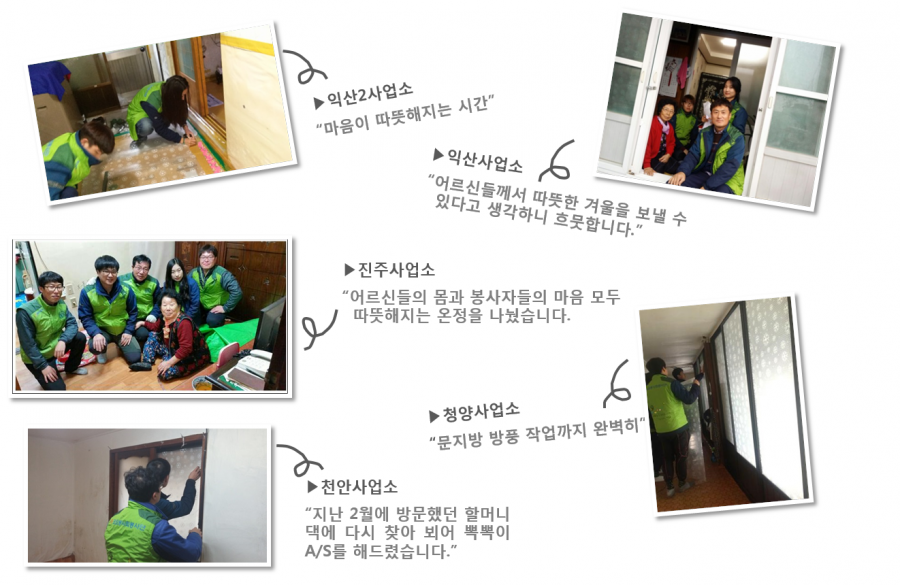 ▶익산2사업소
“마음이 따뜻해지는 시간”
▶익산사업소
“어르신들께서 따뜻한 겨울을 보낼 수
있다고 생각하니 흐뭇합니다.”
▶진주사업소
“어르신들의 몸과 봉사자들의 마음 모두
따뜻해지는 온정을 나눴습니다.
▶청양사업소
“문지방 방풍 작업까지 완벽히”
▶천안사업소
“지난 2월에 방문했던 할머니
댁에 다시 찾아 뵈어 뽁뽁이
A/S를 해드렸습니다.”